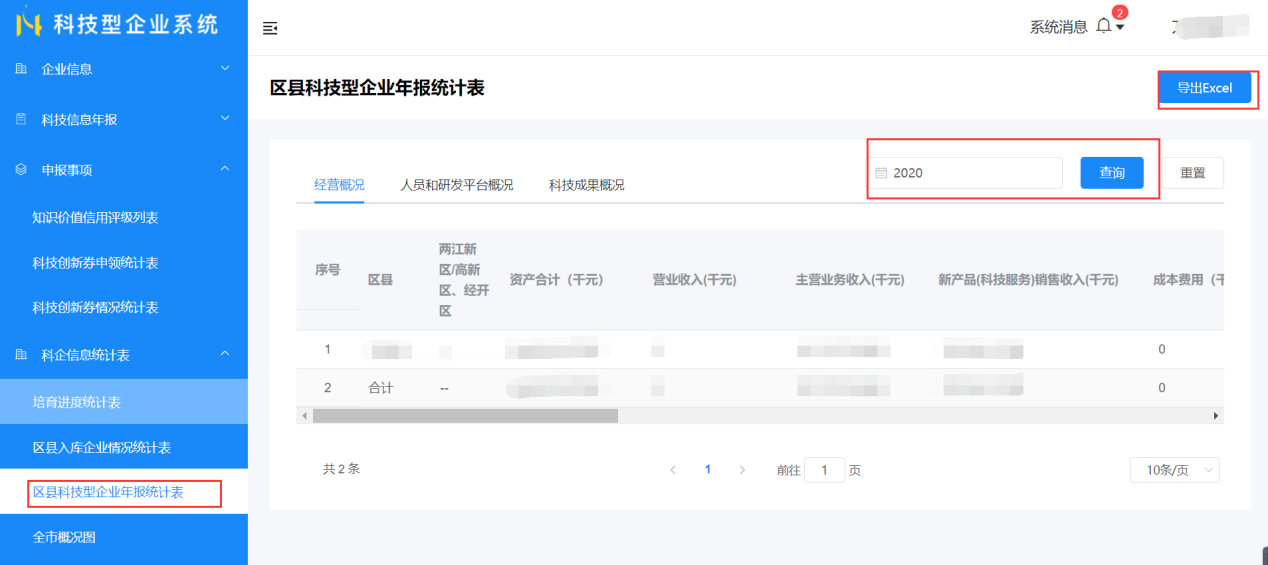 科技型企业系统
系统消息
2
企业信息
科技信息年报
申报事项
知识价值信用评级列表
科技创新券申领统计表
科技创新券情况统计表
科企信息统计表
培育进度统计表
区县入库企业情况统计表
区县科技型企业年报统计表
全市概况图
区县科技型企业年报统计表
导出Excel
经营概况
人员和研发平台概况
科技成果概况
2020
查询
重置
序号
区县
两江新
区/高新
区、经开
区
资产合计（千元）
营业收入(千元)
主营业务收入(千元)
新产品(科技服务)销售收入(千元)
成本费用（千
1
0
2
合计
--
0
共 2 条
1
前往
1
页
10条/页